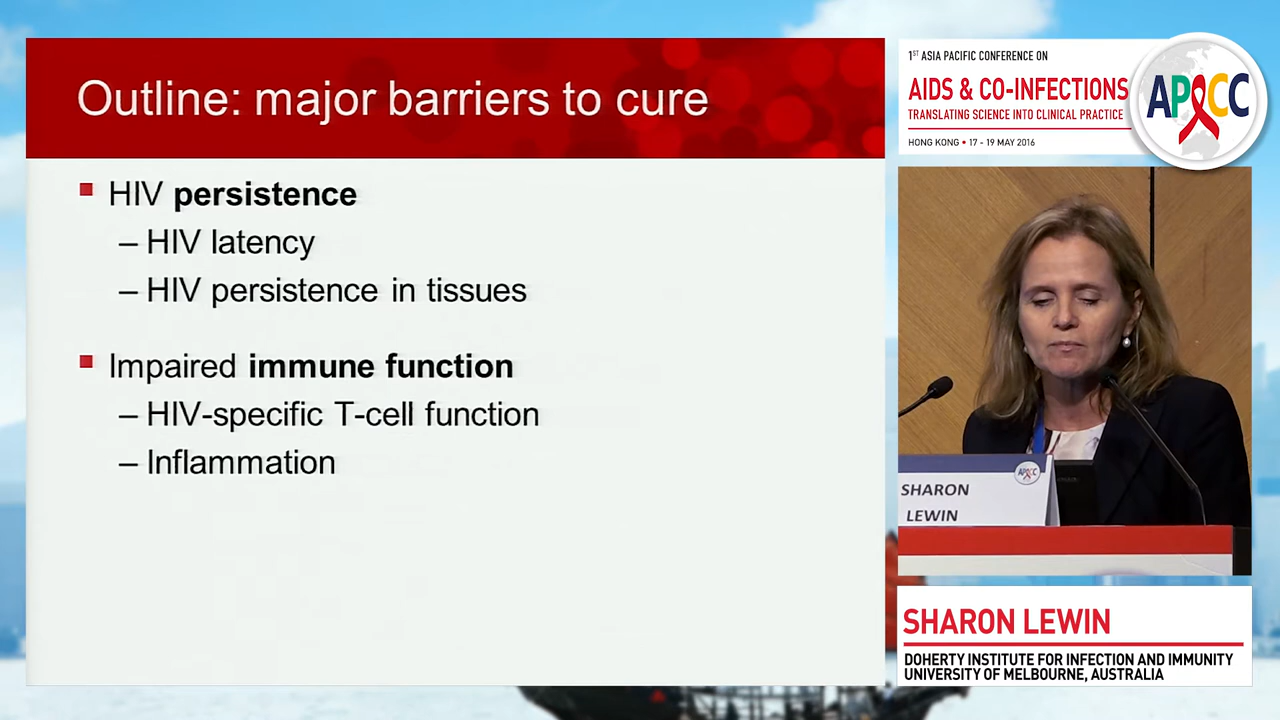 Outline: major barriers to cure
HIV persistence
– HIV latency
– HIV persistence in tissues
Impaired immune function
– HIV-specific T-cell function
– Inflammation
1ST ASIA PACIFIC CONFERENCE ON
AIDS & CO-INFECTIONS
TRANSLATING SCIENCE INTO CLINICAL PRACTICE
HONG KONG • 17 - 19 MAY 2016
APACC
APACC
SHARON
LEWIN
SHARON LEWIN
DOHERTY INSTITUTE FOR INFECTION AND IMMUNITY
UNIVERSITY OF MELBOURNE, AUSTRALIA